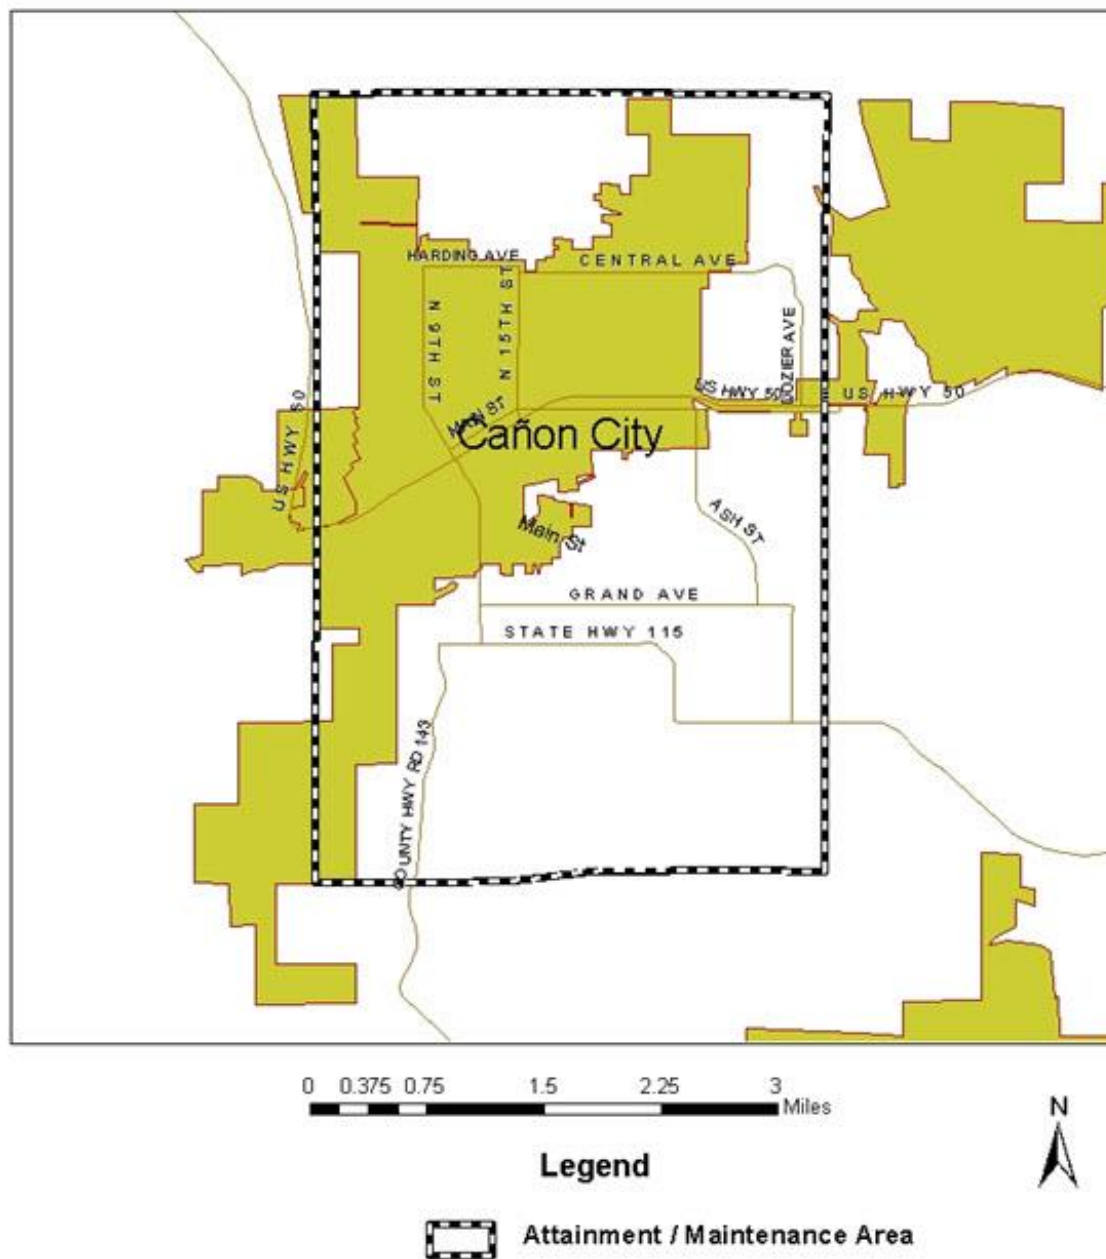 HARDING AVE
CENTRAL AVE
N 9TH ST
N 15TH ST
DOZIER AVE
US HWY 50
US HWY 50
MAIN ST
Cañon City
US HWY 50
ASH ST
Main St
GRAND AVE
STATE HWY 115
COUNTY HWY RD 143
0 0.375 0.75 1.5 2.25 3
Miles
N
Legend
Attainment / Maintenance Area